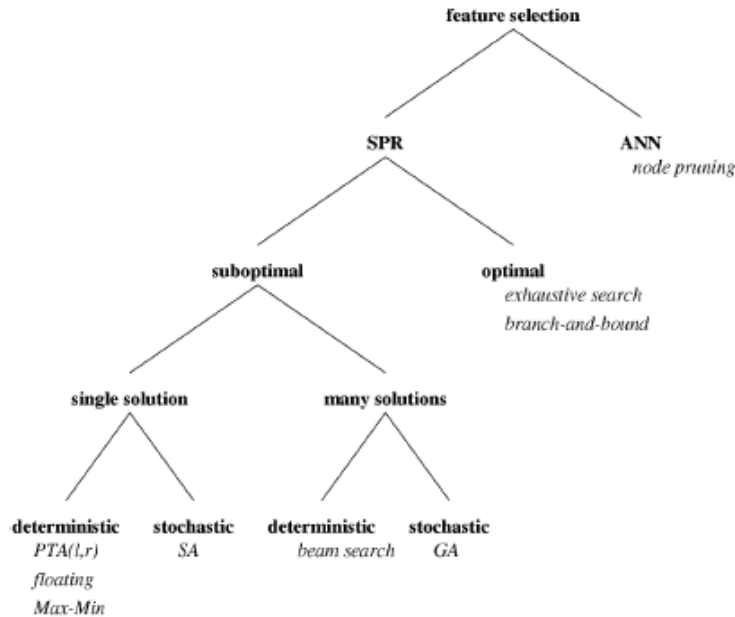 feature selection
SPR
ANN
node pruning
suboptimal
optimal
exhaustive search
branch-and-bound
single solution
many solutions
deterministic
stochastic
deterministic
stochastic
PTA(l,r)
SA
beam search
GA
floating
Max-Min